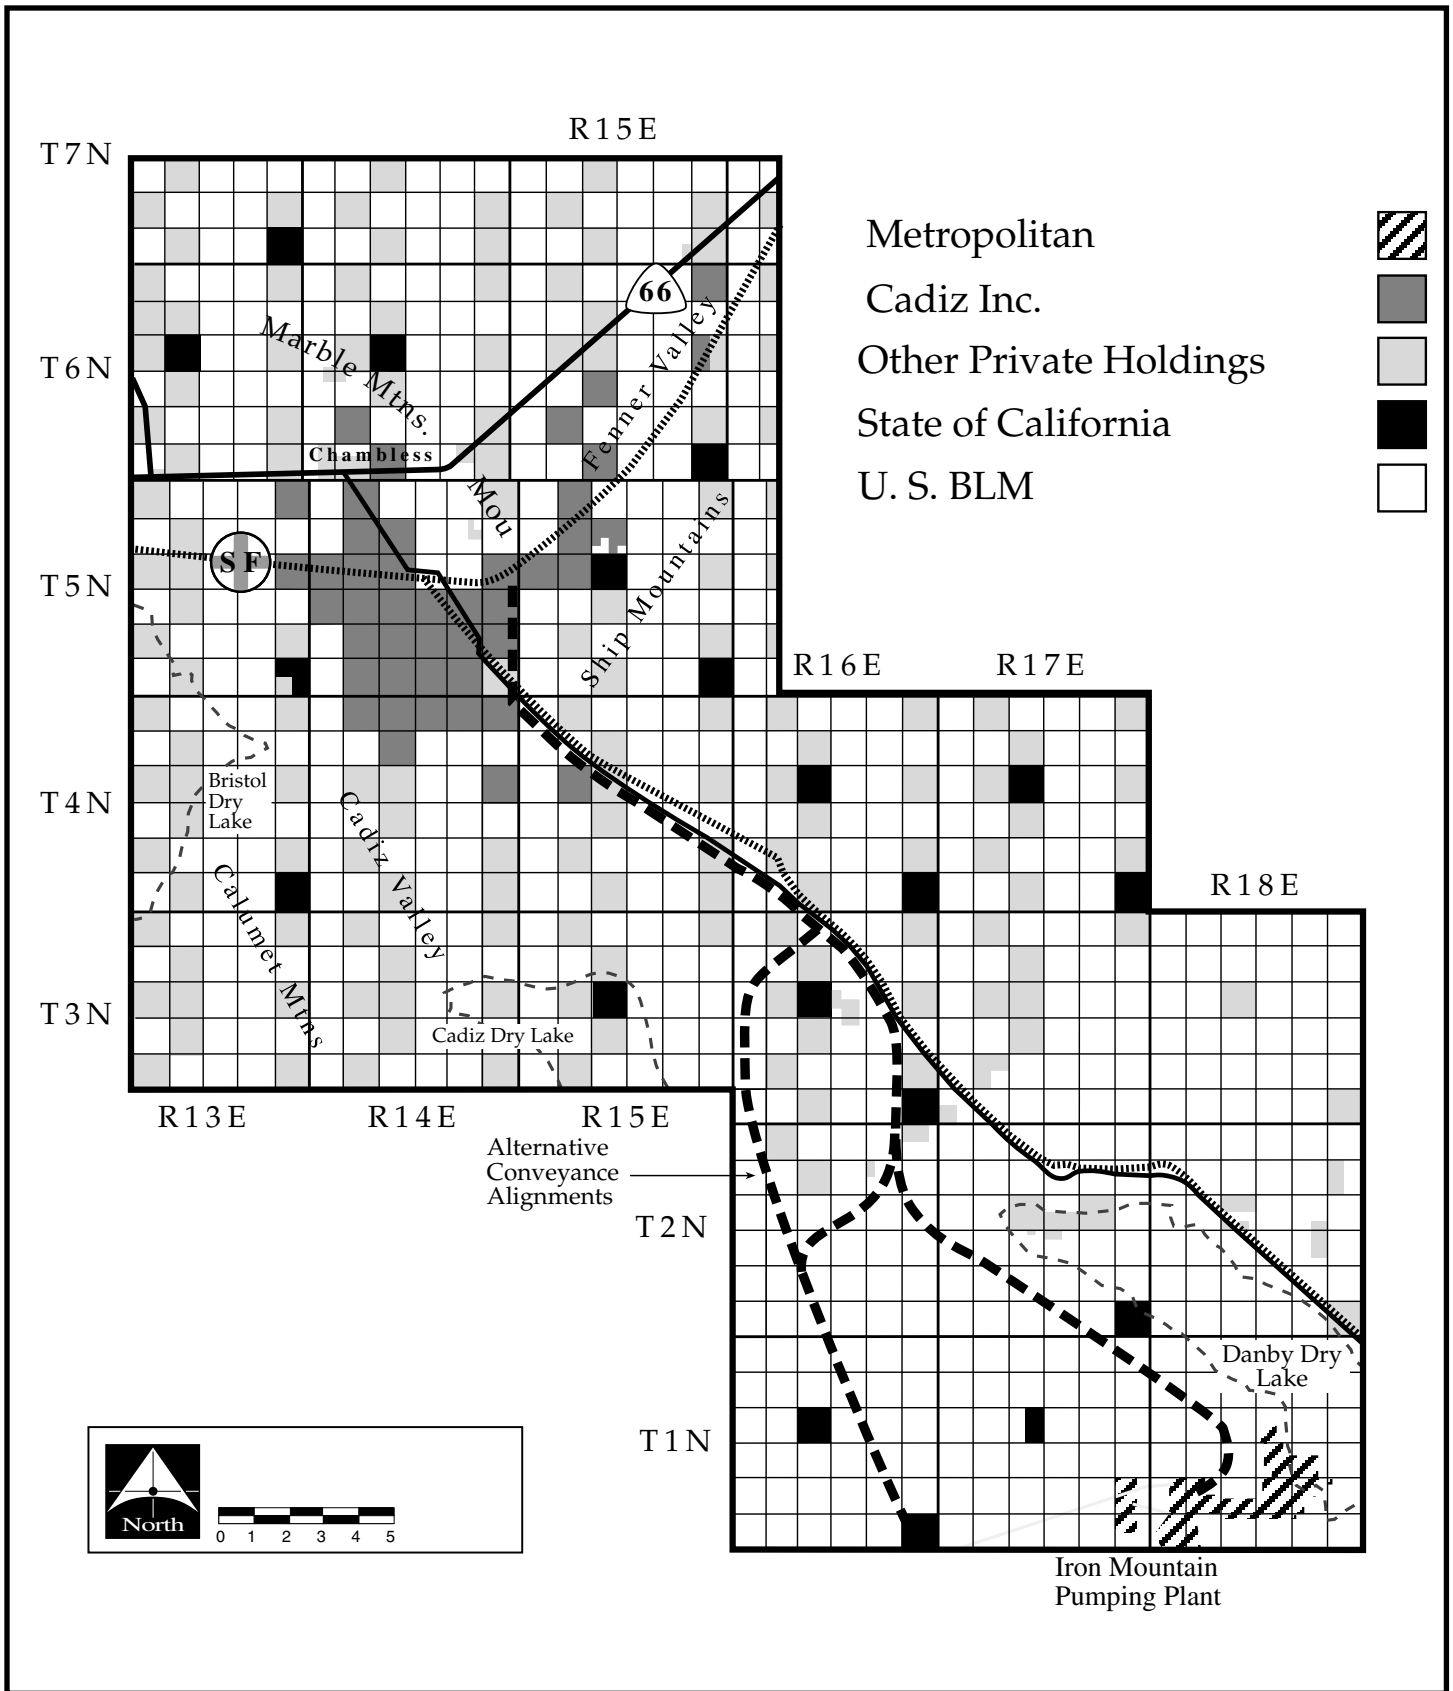 R15E
T7N
Metropolitan
Cadiz Inc.
66
Other Private Holdings
Marble Mtns.
T6N
Fenner Valley
State of California
Chambless
U. S. BLM
Mou
SF
Ship Mountains
T5N
R16E
R17E
Bristol
Dry
Lake
T4N
Cadiz Valley
Calumet Mtns
R18E
T3N
Cadiz Dry Lake
R13E
R14E
R15E
Alternative
Conveyance
Alignments
T2N
Danby Dry
Lake
T1N
North
0 1 2 3 4 5
Iron Mountain
Pumping Plant